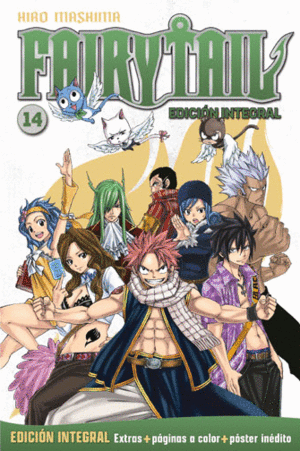 HIRO MASHIMA
FAIRY TAIL
EDICIÓN INTEGRAL
14
EDICIÓN INTEGRAL Extras+páginas a color+póster inédito